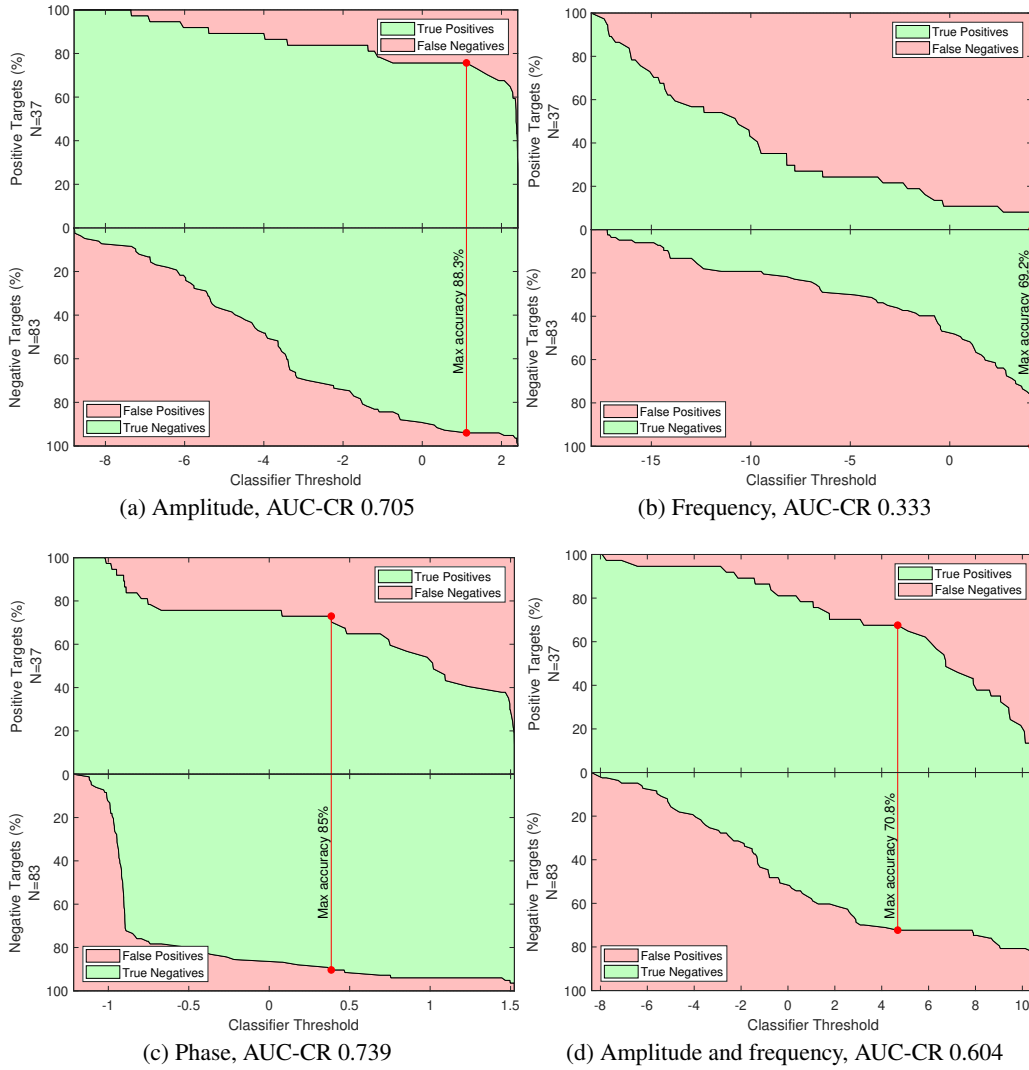 100
80
60
40
20
0
20
40
60
80
100
Positive Targets (%)
N=37
Negative Targets (%)
N=83
True Positives
False Negatives
Max accuracy 88.3%
False Positives
True Negatives
-8 -6 -4 -2 0 2
Classifier Threshold
(a) Amplitude, AUC-CR 0.705
100
80
60
40
20
0
20
40
60
80
100
Positive Targets (%)
N=37
Negative Targets (%)
N=83
True Positives
False Negatives
Max accuracy 69.2%
False Positives
True Negatives
-15 -10 -5 0
Classifier Threshold
(b) Frequency, AUC-CR 0.333
100
80
60
40
20
0
20
40
60
80
100
Positive Targets (%)
N=37
Negative Targets (%)
N=83
True Positives
False Negatives
Max accuracy 85%
False Positives
True Negatives
-1 -0.5 0 0.5 1 1.5
Classifier Threshold
(c) Phase, AUC-CR 0.739
100
80
60
40
20
0
20
40
60
80
100
Positive Targets (%)
N=37
Negative Targets (%)
N=83
True Positives
False Negatives
Max accuracy 70.8%
False Positives
True Negatives
-8 -6 -4 -2 0 2 4 6 8 10
Classifier Threshold
(d) Amplitude and frequency, AUC-CR 0.604